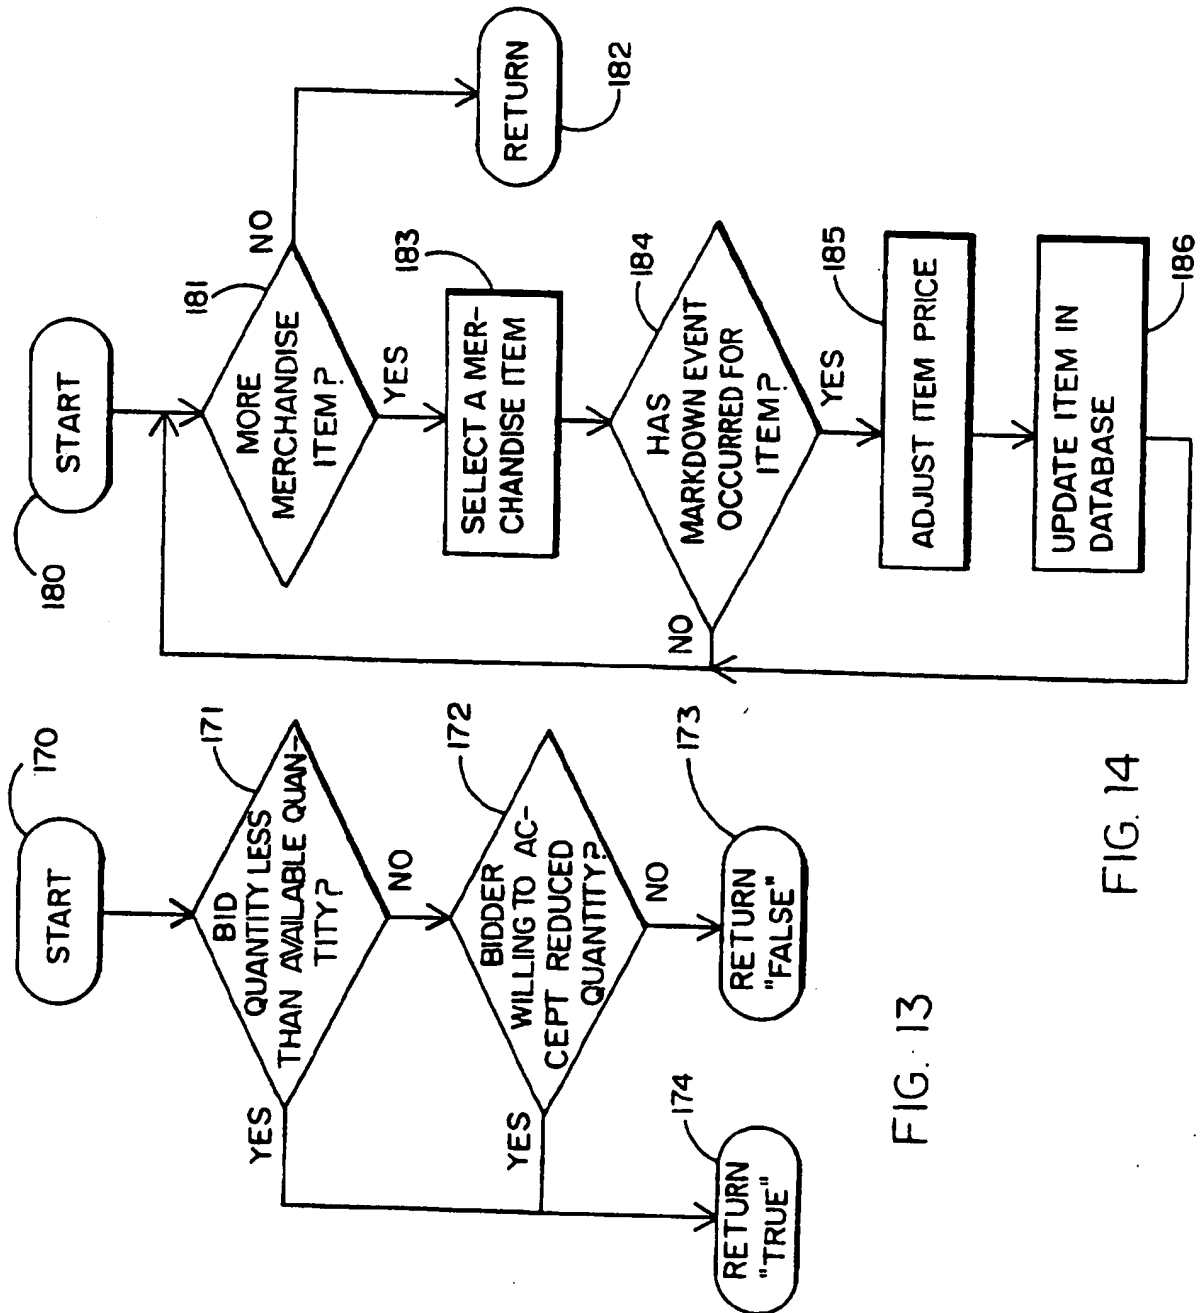 170
START
171
BID
QUANTITY LESS
THAN AVAILABLE QUAN-
TITY?
YES
NO
172
BIDDER
WILLING TO AC-
CEPT REDUCED
QUANTITY?
YES
NO
174
RETURN
"TRUE"
173
RETURN
"FALSE"
FIG. 13
180
START
181
MORE
MERCHANDISE
ITEM?
NO
YES
RETURN
182
183
SELECT A MER-
CHANDISE ITEM
184
HAS
MARKDOWN EVENT
OCCURRED FOR
ITEM?
NO
YES
185
ADJUST ITEM PRICE
UPDATE ITEM IN
DATABASE
186
FIG. 14